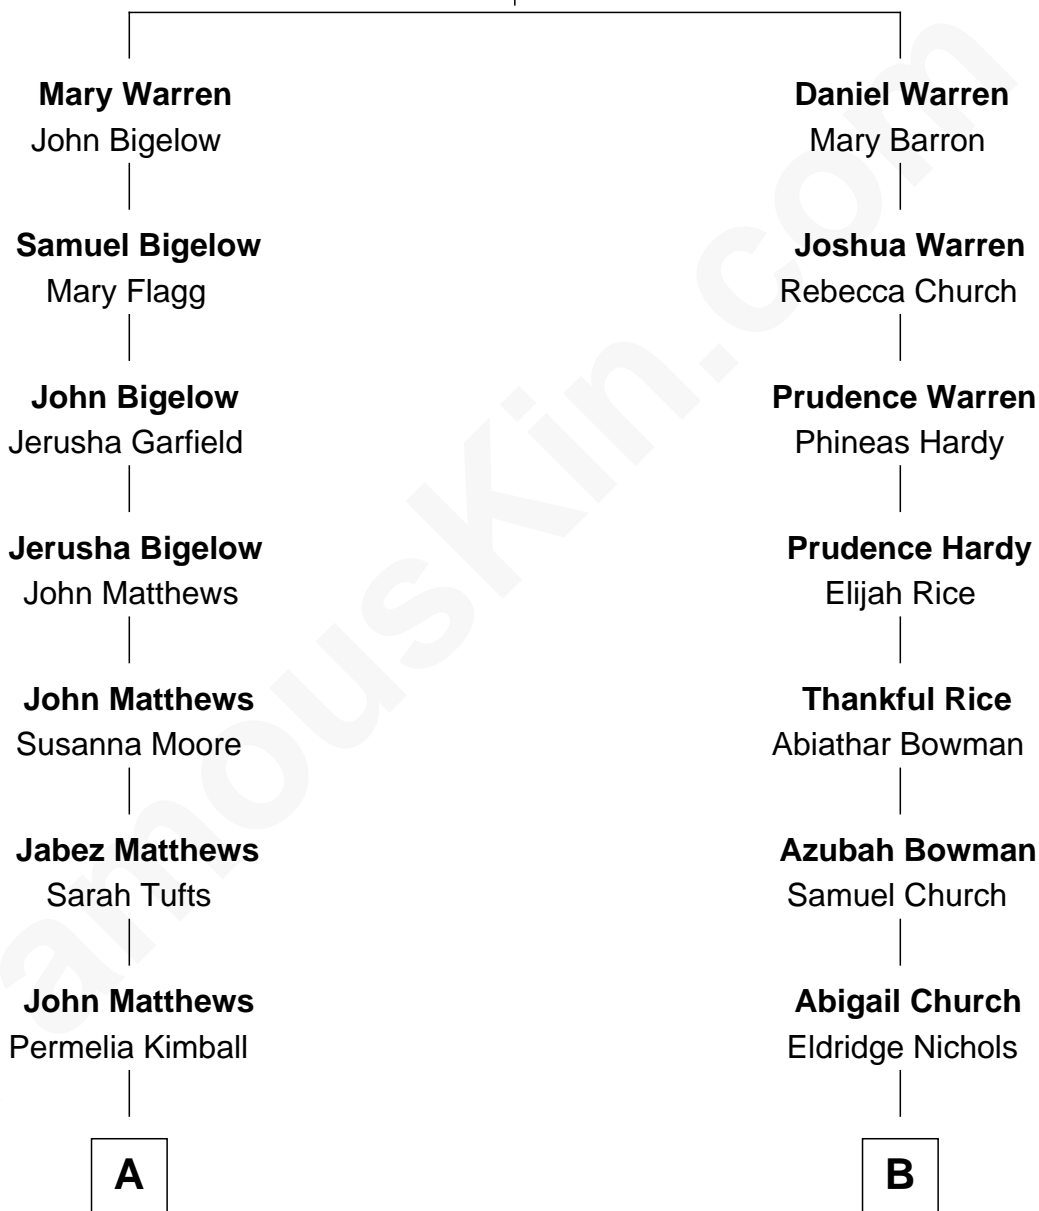 Mary Warren
John Bigelow
Daniel Warren
Mary Barron
Samuel Bigelow
Mary Flagg
Joshua Warren
Rebecca Church
John Bigelow
Jerusha Garfield
Prudence Warren
Phineas Hardy
Jerusha Bigelow
John Matthews
Prudence Hardy
Elijah Rice
John Matthews
Susanna Moore
Thankful Rice
Abiathar Bowman
Jabez Matthews
Sarah Tufts
Azubah Bowman
Samuel Church
John Matthews
Permelia Kimball
Abigail Church
Eldridge Nichols
A
B
amouskin.com